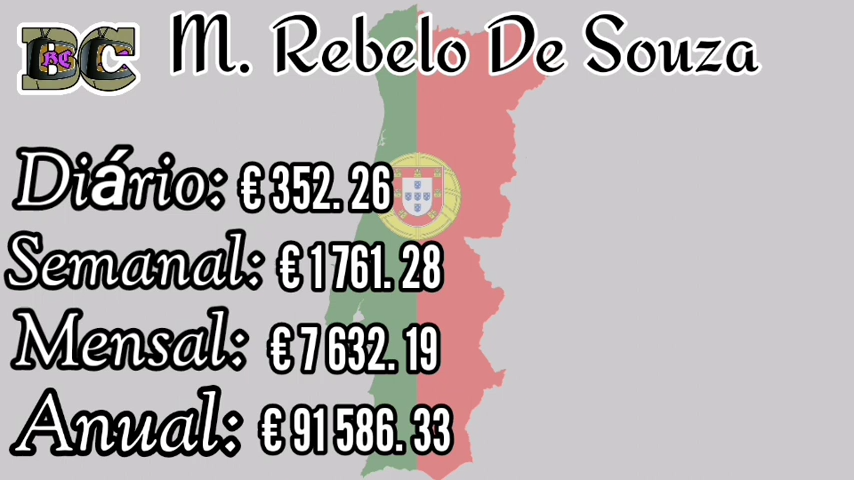 BC
M. Rebelo De Souza
Diário: € 352. 26
Semanal: € 1 761. 28
Mensal: € 7 632. 19
Anual: € 91 586. 33